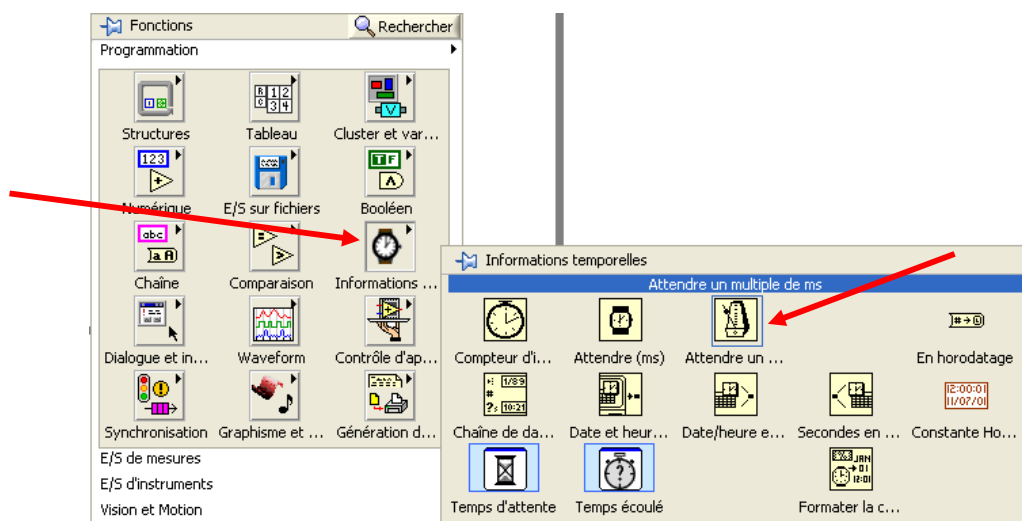 Fonctions Rechercher
Programmation
Structures Tableau Cluster et var...
Numérique E/S sur fichiers Booléen
Chaîne Comparaison Informations ...
Dialogue et in... Waveform Contrôle d'ap...
Synchronisation Graphisme et ... Génération d...
E/S de mesures
E/S d'instruments
Vision et Motion
Informations temporelles
Attendre un multiple de ms
Compteur d'i... Attendre (ms) Attendre un ... En horodatage
Chaîne de da... Date et heur... Date/heure e... Secondes en ... Constante Ho...
Temps d'attente Temps écoulé Formater la c...